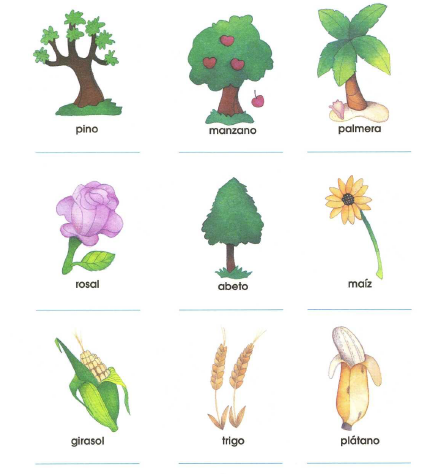 pino
manzano
palmera
rosal
abeto
maíz
girasol
trigo
plátano